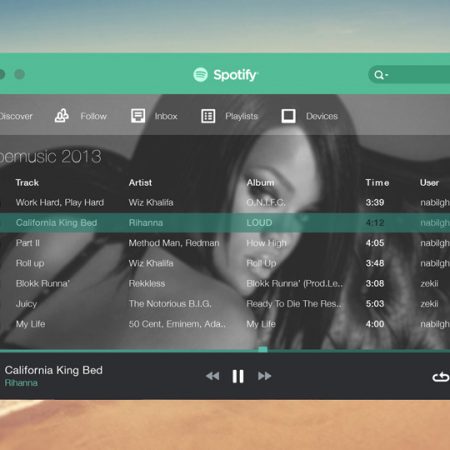 Spotify
Discover Follow Inbox Playlists Devices
bemusic 2013
Track Artist Album Time User
Work Hard, Play Hard Wiz Khalifa O.N.I.F.C. 3:39 nabilgh
California King Bed Rihanna LOUD 4:12 nabilgh
Part II Method Man, Redman How High 4:05 nabilgh
Roll up Wiz Khalifa Roll Up 3:48 nabilgh
Blokk Runna' Rekkless Blokk Runna' (Prod.Le.. 3:08 zekii
Juicy The Notorious B.I.G. Ready To Die The Res.. 5:03 zekii
My Life 50 Cent, Eminem, Ada.. My Life 4:00 nabilgh
California King Bed
Rihanna